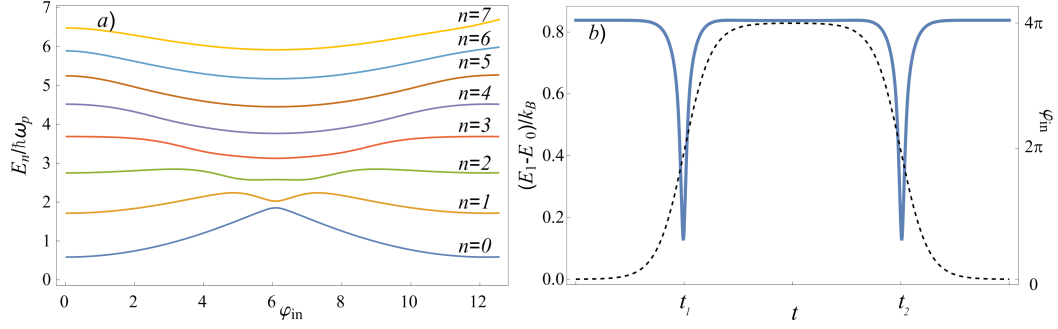 a)
n=7
n=6
n=5
n=4
n=3
n=2
n=1
n=0
7
6
5
4
3
2
1
0
E_n/ħω_p
0 2 4 6 8 10 12
φ_in
b)
0.8
0.6
0.4
0.2
0.0
(E_1-E_0)/k_B
4π
2π
0
φ_in
t_1 t t_2